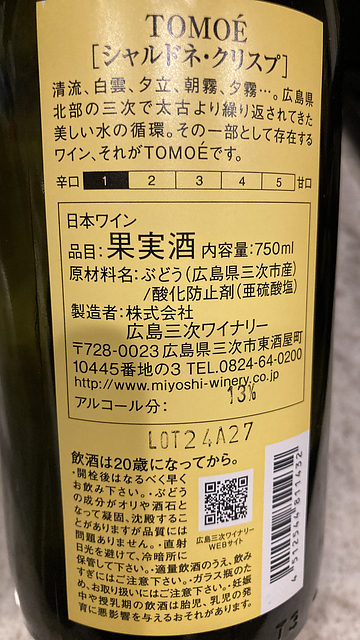 TOMOÉ
[シャルドネ・クリスプ]
清流、白雲、夕立、朝霧、夕霧…。広島県
北部の三次で太古より繰り返されてきた
美しい水の循環。その一部として存在する
ワイン、それがTOMOÉです。
辛口 1 2 3 4 5 甘口
日本ワイン
品目：果実酒 内容量：750ml
原材料名：ぶどう（広島県三次市産）
/酸化防止剤（亜硫酸塩）
製造者：株式会社
広島三次ワイナリー
〒728-0023 広島県三次市東酒屋町
10445番地の3 TEL.0824-64-0200
http://www.miyoshi-winery.co.jp
アルコール分： 13%
LOT24A27
飲酒は20歳になってから。
・開栓後はなるべく早く
お飲み下さい。・ぶどう
の成分がオリや酒石と
なって凝固、沈殿するこ
とがありますが品質には
問題ありません。・直射
日光を避けて、冷暗所に
保管して下さい。・適量飲酒のうえ、飲み
すぎにはご注意下さい。・ガラス瓶のた
め、お取り扱いにはご注意下さい。・妊娠
中や授乳期の飲酒は胎児、乳児の発
育に悪影響を与えるおそれがあります。
広島三次ワイナリー
WEBサイト
4 512544 811432